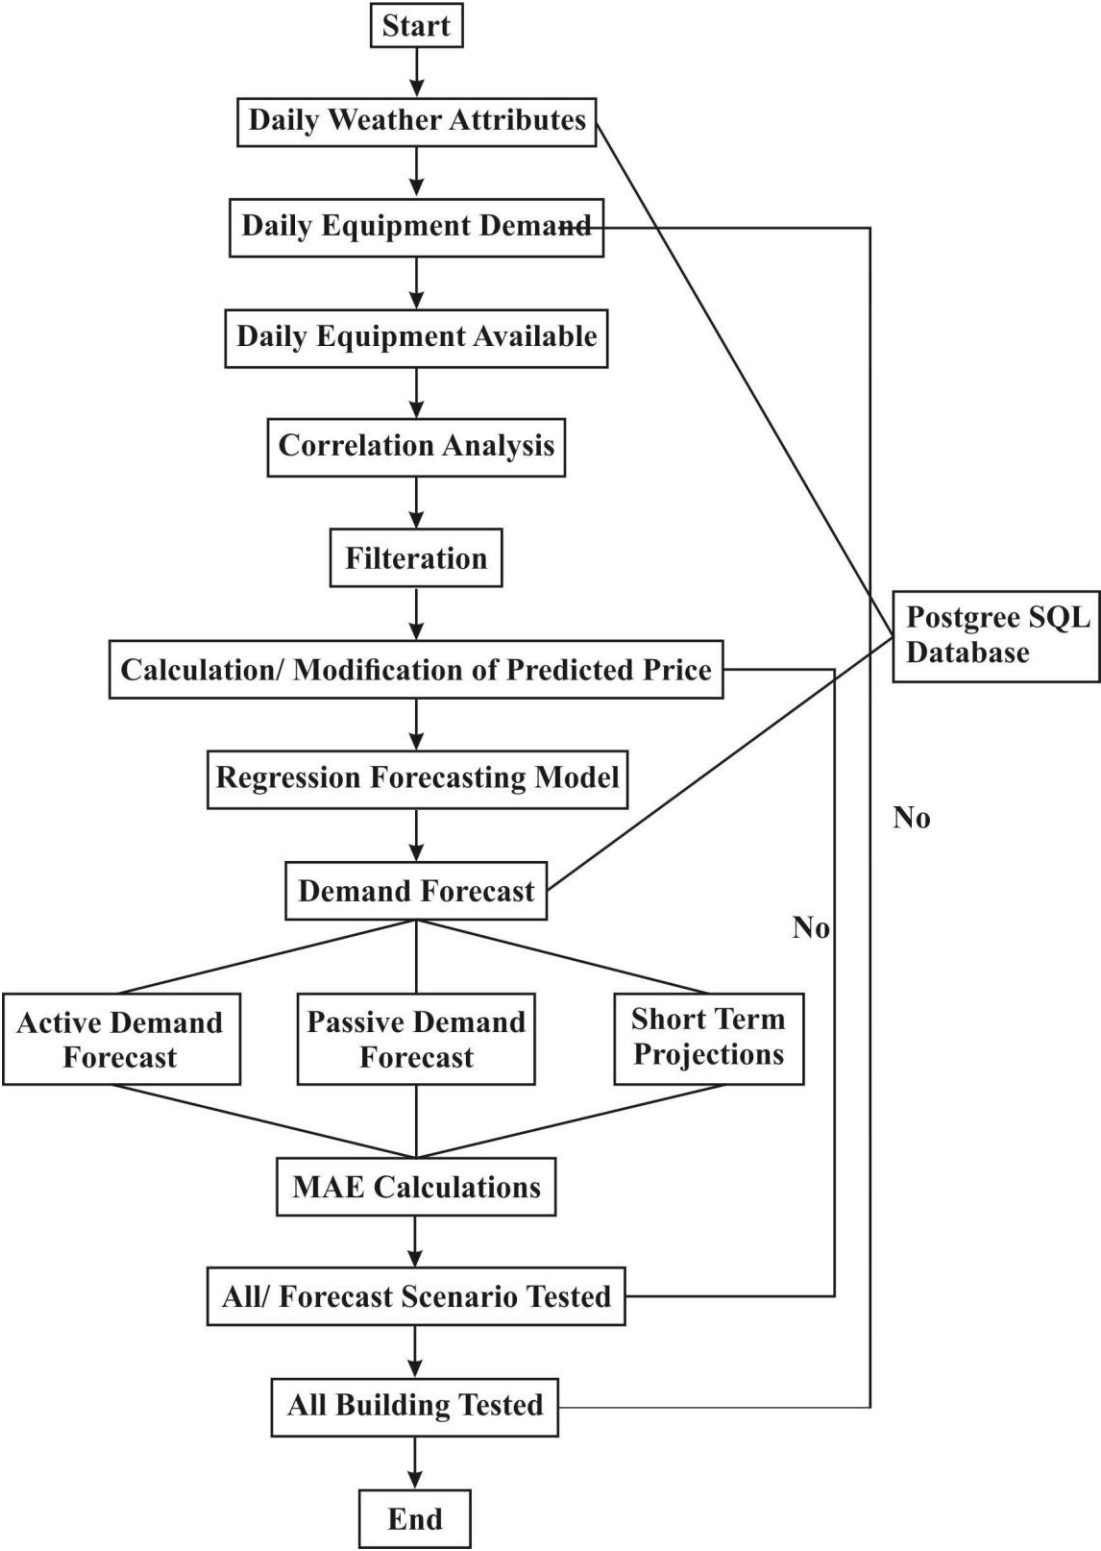 Start
Daily Weather Attributes
Daily Equipment Demand
Daily Equipment Available
Correlation Analysis
Filteration
Postgree SQL
Database
Calculation/ Modification of Predicted Price
Regression Forecasting Model
No
Demand Forecast
No
Active Demand
Forecast
Passive Demand
Forecast
Short Term
Projections
MAE Calculations
All/ Forecast Scenario Tested
All Building Tested
End